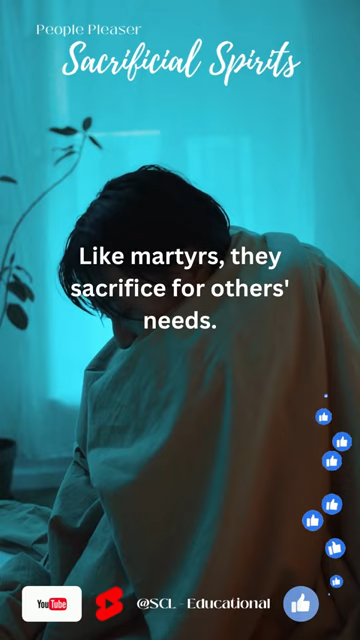 People Pleaser
Sacrificial Spirits
Like martyrs, they
sacrifice for others'
needs.
YouTube
@SCL - Educational